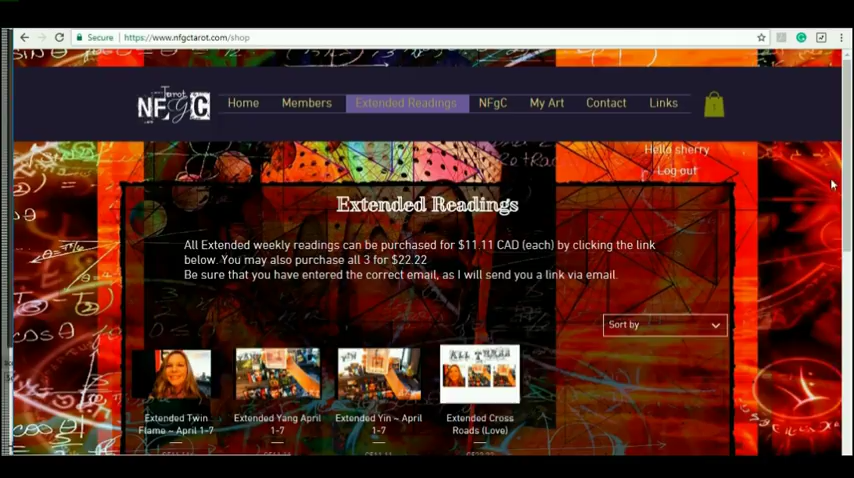 Secure
https://www.nfgctarot.com/shop
Tarot
NFgC
Home
Members
Extended Readings
NFgC
My Art
Contact
Links
Hello sherry
Log out
Extended Readings
All Extended weekly readings can be purchased for $11.11 CAD (each) by clicking the link
below. You may also purchase all 3 for $22.22
Be sure that you have entered the correct email, as I will send you a link via email.
Sort by
ALL THREE
Extended Twin
Flame - April 1-7
Extended Yang April
1-7
Extended Yin - April
1-7
Extended Cross
Roads (Love)